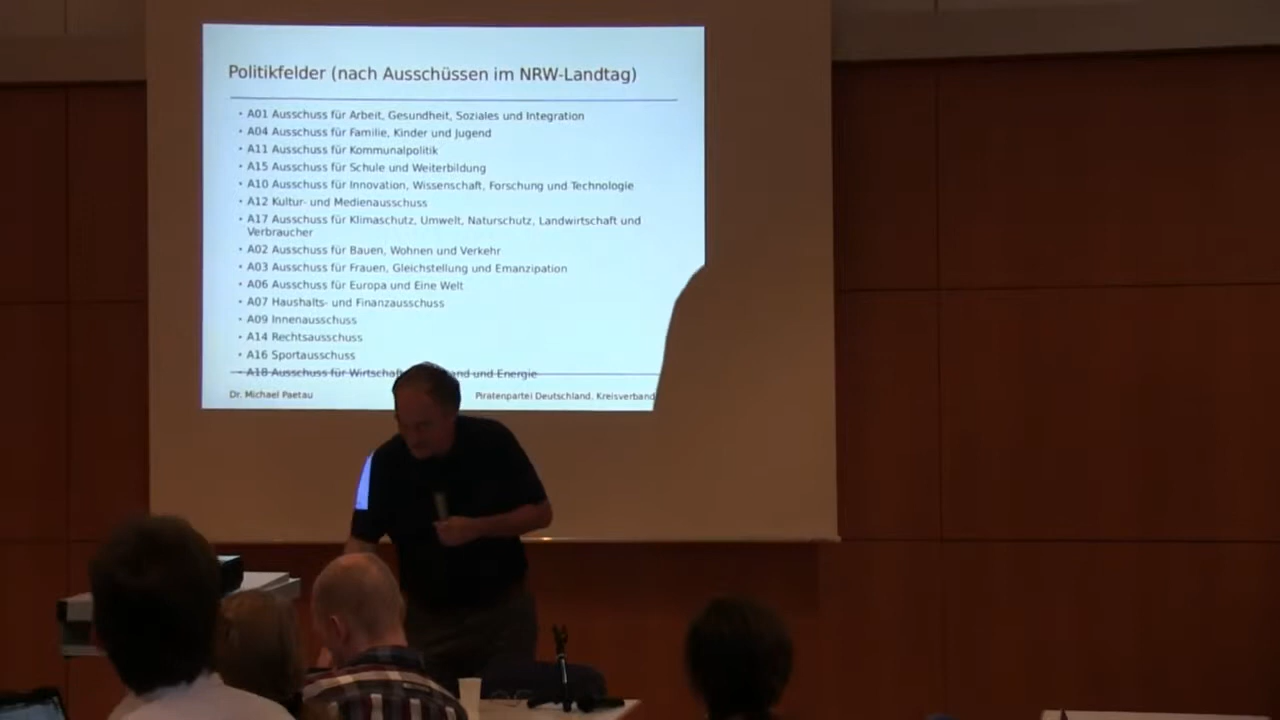 Politikfelder (nach Ausschüssen im NRW-Landtag)
• A01 Ausschuss für Arbeit, Gesundheit, Soziales und Integration
• A04 Ausschuss für Familie, Kinder und Jugend
• A11 Ausschuss für Kommunalpolitik
• A15 Ausschuss für Schule und Weiterbildung
• A10 Ausschuss für Innovation, Wissenschaft, Forschung und Technologie
• A12 Kultur- und Medienausschuss
• A17 Ausschuss für Klimaschutz, Umwelt, Naturschutz, Landwirtschaft und
Verbraucher
• A02 Ausschuss für Bauen, Wohnen und Verkehr
• A03 Ausschuss für Frauen, Gleichstellung und Emanzipation
• A06 Ausschuss für Europa und Eine Welt
• A07 Haushalts- und Finanzausschuss
• A09 Innenausschuss
• A14 Rechtsausschuss
• A16 Sportausschuss
• A18 Ausschuss für und Energie
Dr. Michael Paetau
Piratenpartei Deutschland, Kreisverband